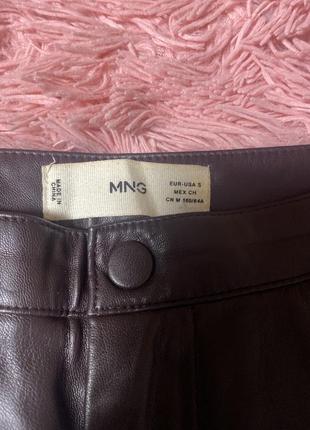 MADE IN
CHINA
MNG
EUR-USA S
MEX CH
CN M 160/64A